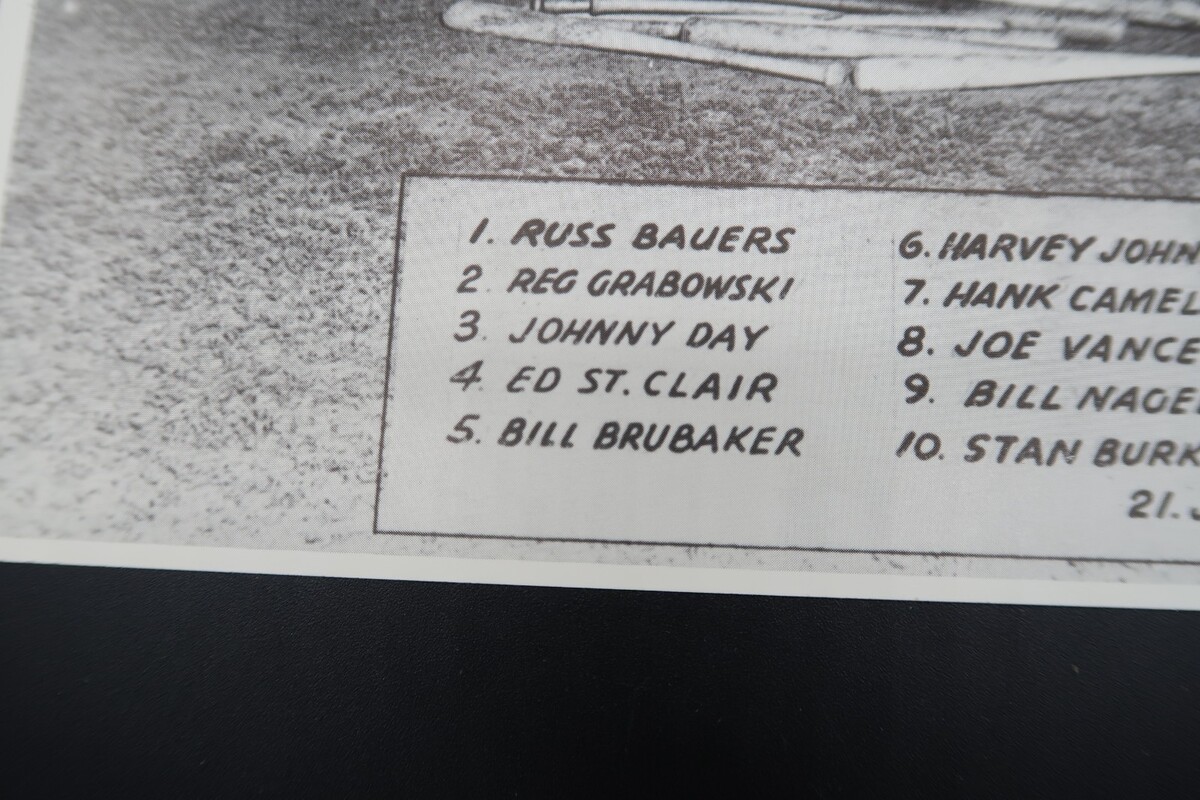 1. RUSS BAUERS
2. REG GRABOWSKI
3. JOHNNY DAY
4. ED ST. CLAIR
5. BILL BRUBAKER
6. HARVEY JOHN
7. HANK CAMEL
8. JOE VANCE
9. BILL NAGE
10. STAN BURK
21. J